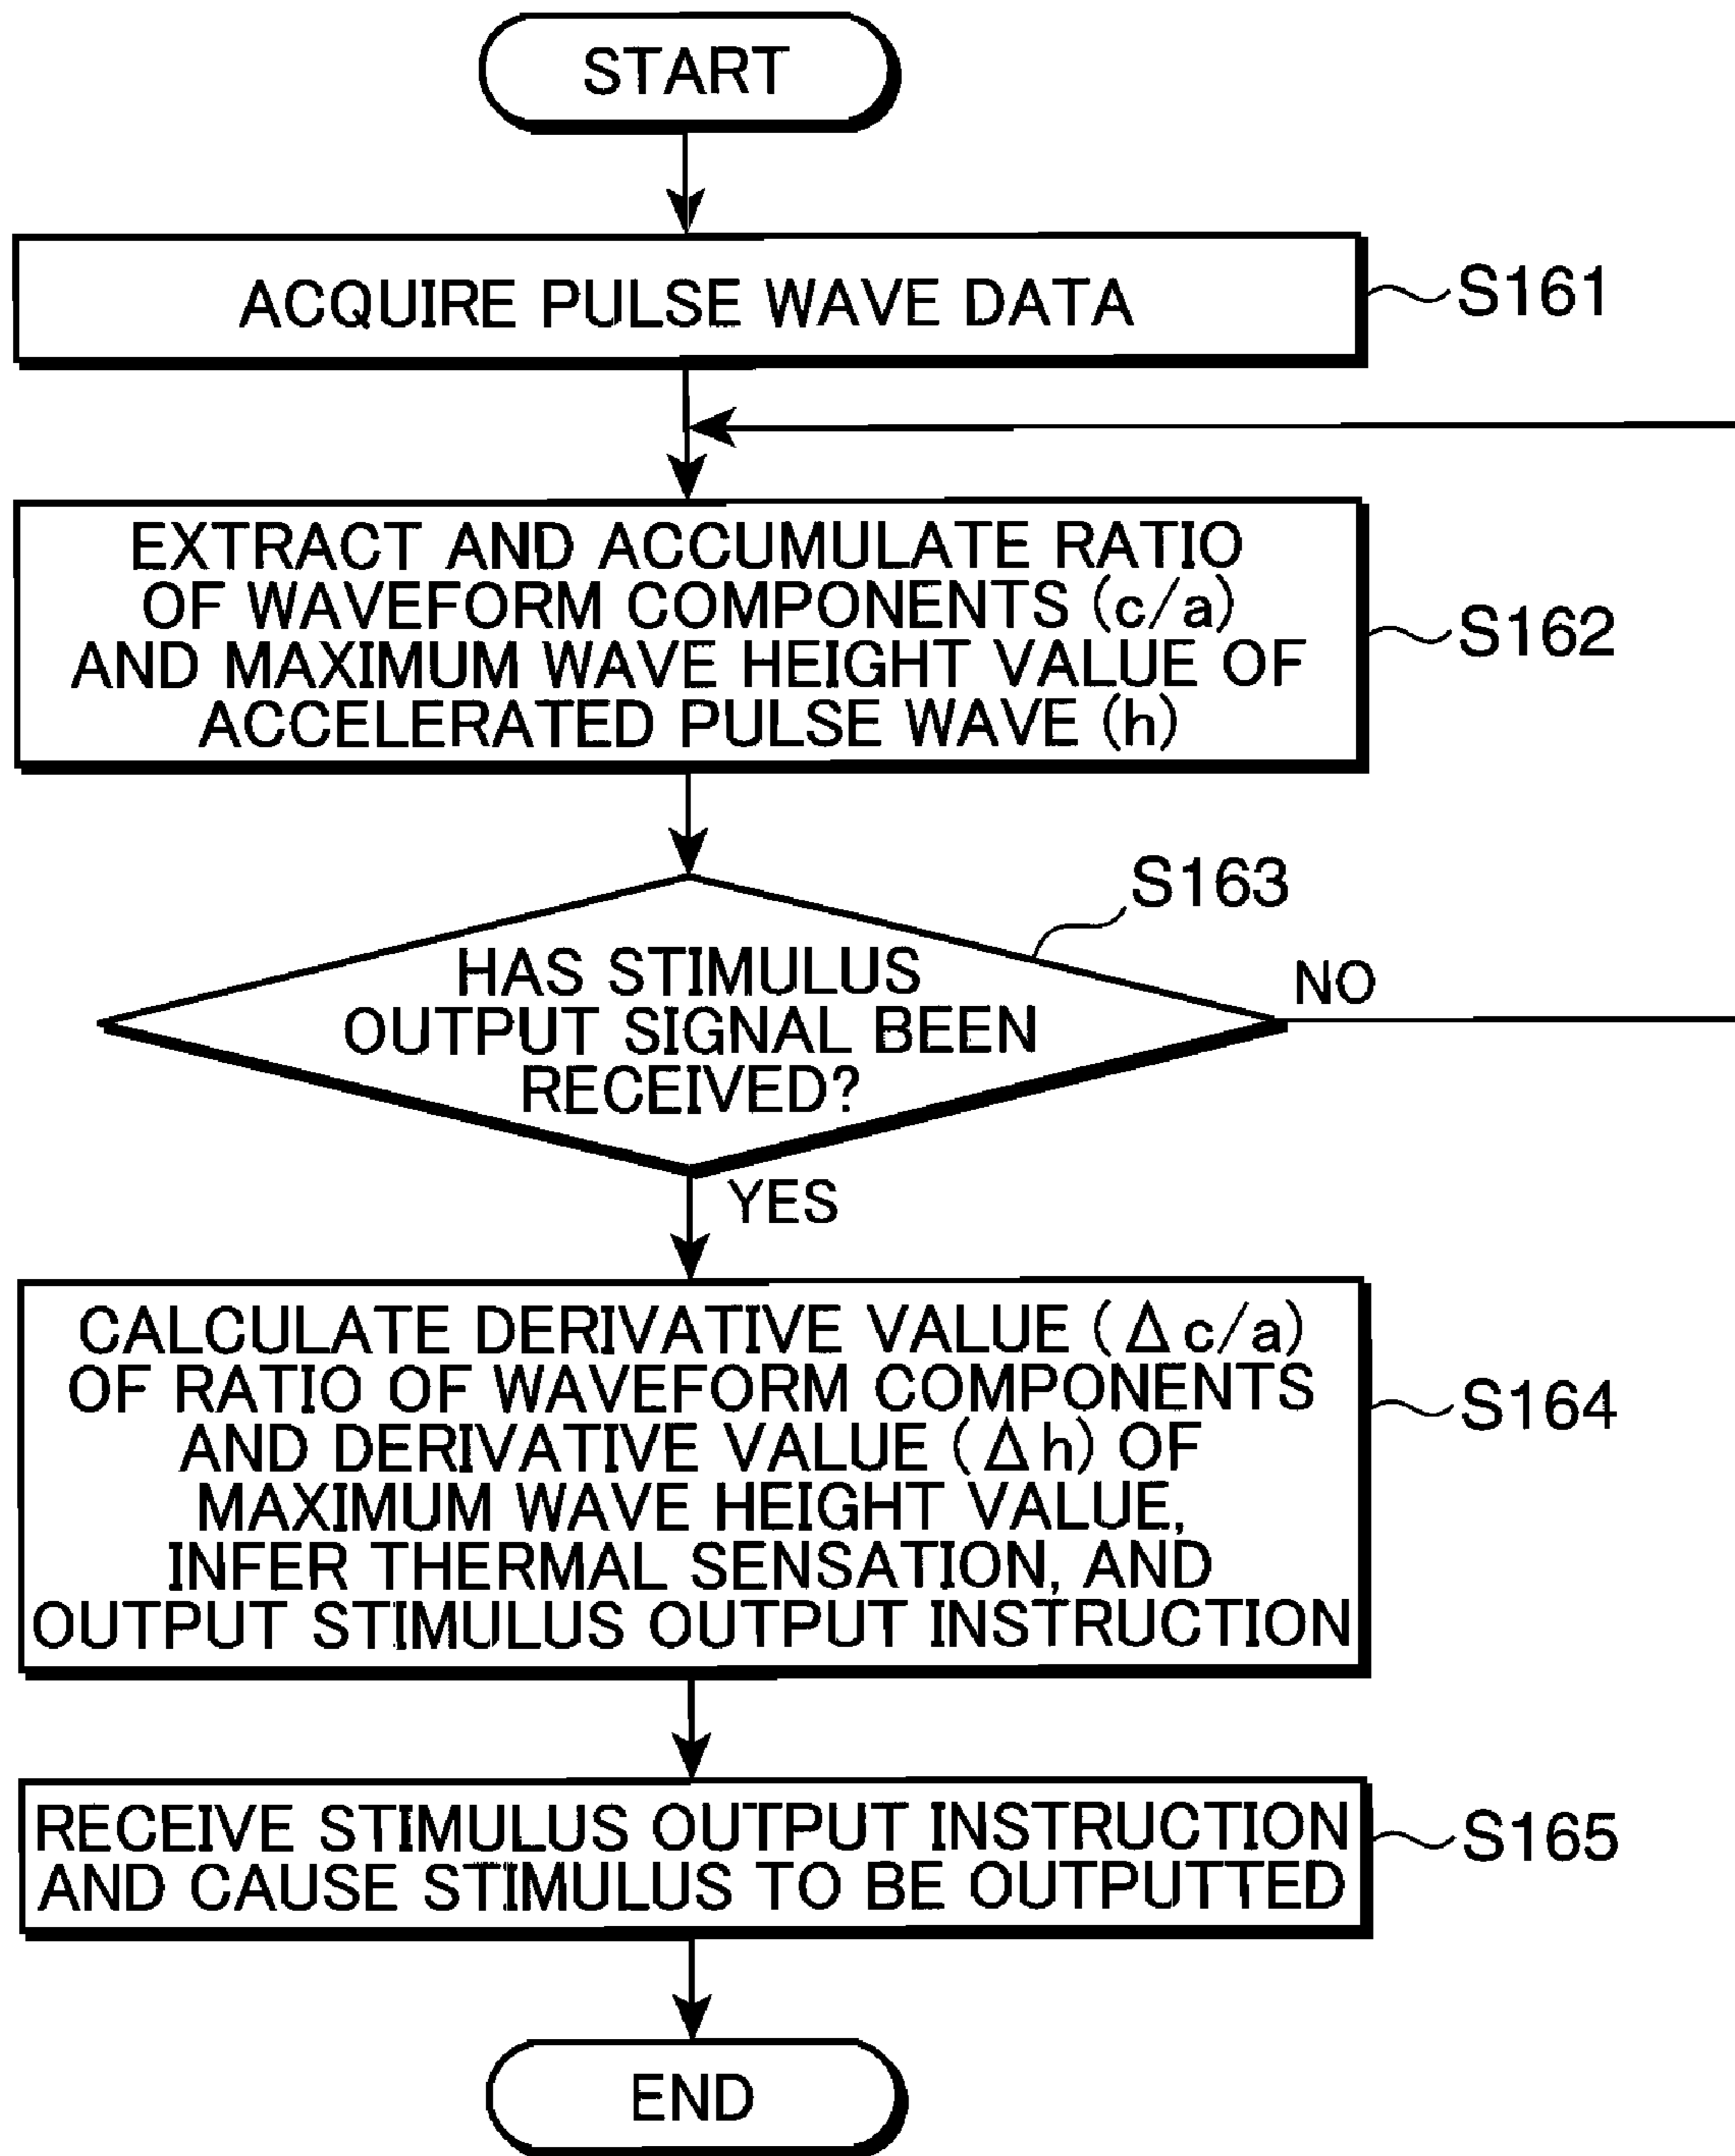 START
ACQUIRE PULSE WAVE DATA
S161
EXTRACT AND ACCUMULATE RATIO
OF WAVEFORM COMPONENTS (c/a)
AND MAXIMUM WAVE HEIGHT VALUE OF
ACCELERATED PULSE WAVE (h)
S162
S163
HAS STIMULUS
OUTPUT SIGNAL BEEN
RECEIVED?
NO
YES
CALCULATE DERIVATIVE VALUE (Δc/a)
OF RATIO OF WAVEFORM COMPONENTS
AND DERIVATIVE VALUE (Δh) OF
MAXIMUM WAVE HEIGHT VALUE,
INFER THERMAL SENSATION, AND
OUTPUT STIMULUS OUTPUT INSTRUCTION
S164
RECEIVE STIMULUS OUTPUT INSTRUCTION
AND CAUSE STIMULUS TO BE OUTPUTTED
S165
END